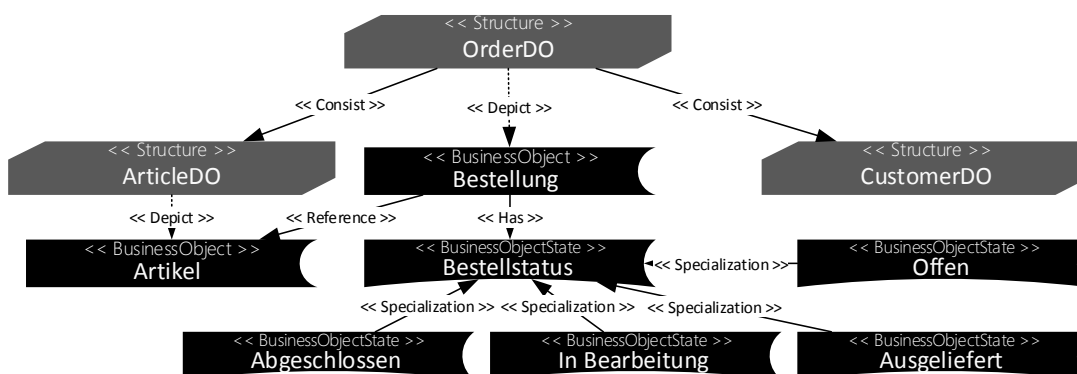 << Structure >>
OrderDO
<< Consist >>
<< Depict >>
<< Consist >>
<< Structure >>
ArticleDO
<< BusinessObject >>
Bestellung
<< Structure >>
CustomerDO
<< Depict >>
<< Reference >>
<< Has >>
<< BusinessObject >>
Artikel
<< BusinessObjectState >>
Bestellstatus
<< Specialization >>
<< BusinessObjectState >>
Offen
<< Specialization >>
<< Specialization >>
<< Specialization >>
<< BusinessObjectState >>
Abgeschlossen
<< BusinessObjectState >>
In Bearbeitung
<< BusinessObjectState >>
Ausgeliefert